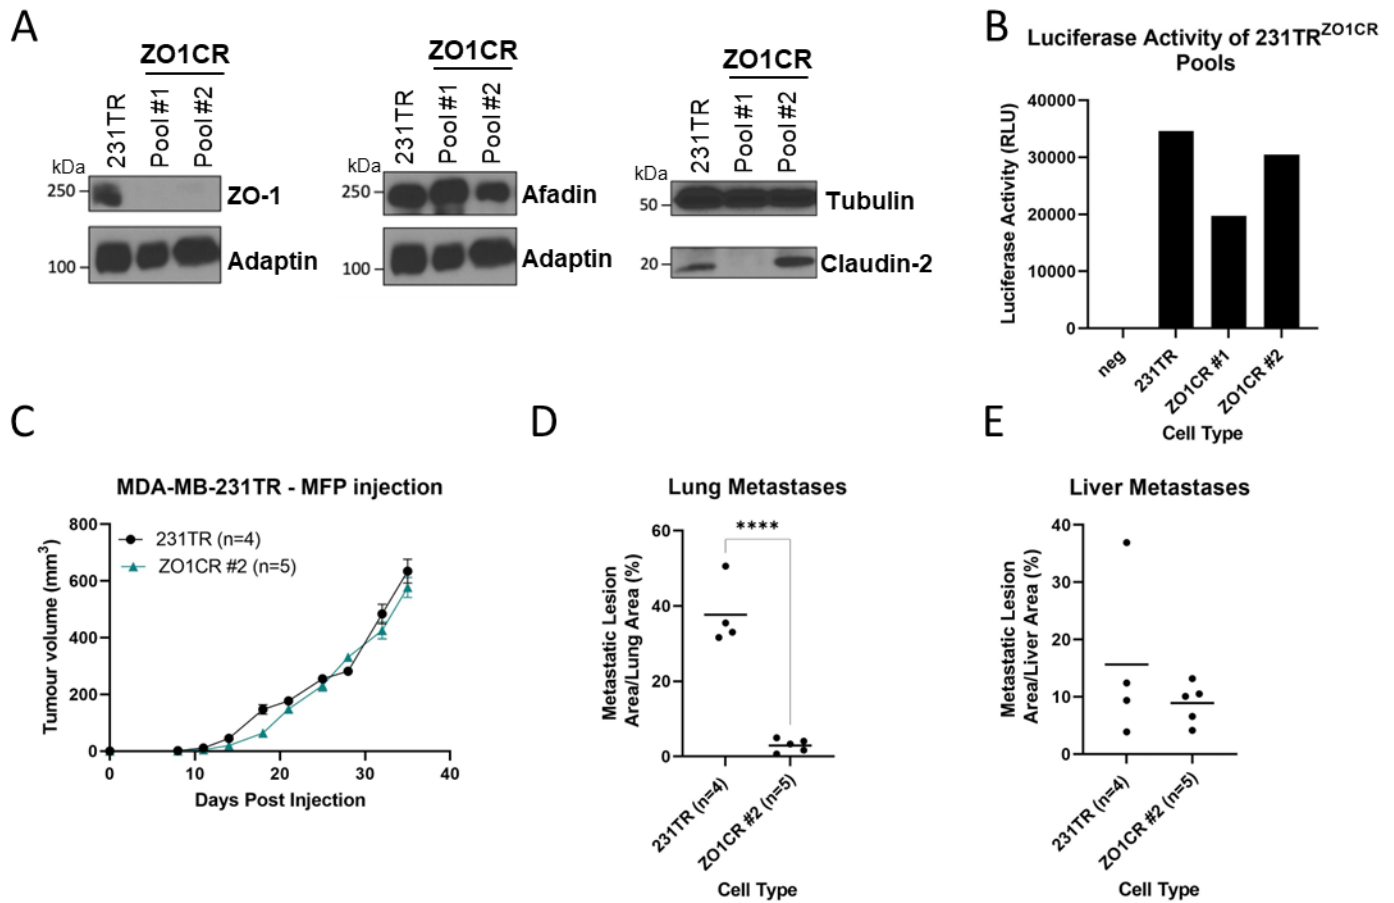 A
ZO1CR
231TR
Pool #1
Pool #2
kDa
250
ZO-1
100
Adaptin
ZO1CR
231TR
Pool #1
Pool #2
kDa
250
Afadin
100
Adaptin
ZO1CR
231TR
Pool #1
Pool #2
kDa
50
Tubulin
20
Claudin-2
B
Luciferase Activity of 231TR^ZO1CR
Pools
Luciferase Activity (RLU)
40000
30000
20000
10000
0
neg
231TR
ZO1CR #1
ZO1CR #2
Cell Type
C
MDA-MB-231TR - MFP injection
Tumour volume (mm³)
800
600
400
200
0
231TR (n=4)
ZO1CR #2 (n=5)
0
10
20
30
40
Days Post Injection
D
Lung Metastases
Metastatic Lesion
Area/Lung Area (%)
60
40
20
0
****
231TR (n=4)
ZO1CR #2 (n=5)
Cell Type
E
Liver Metastases
Metastatic Lesion
Area/Liver Area (%)
40
30
20
10
0
231TR (n=4)
ZO1CR #2 (n=5)
Cell Type